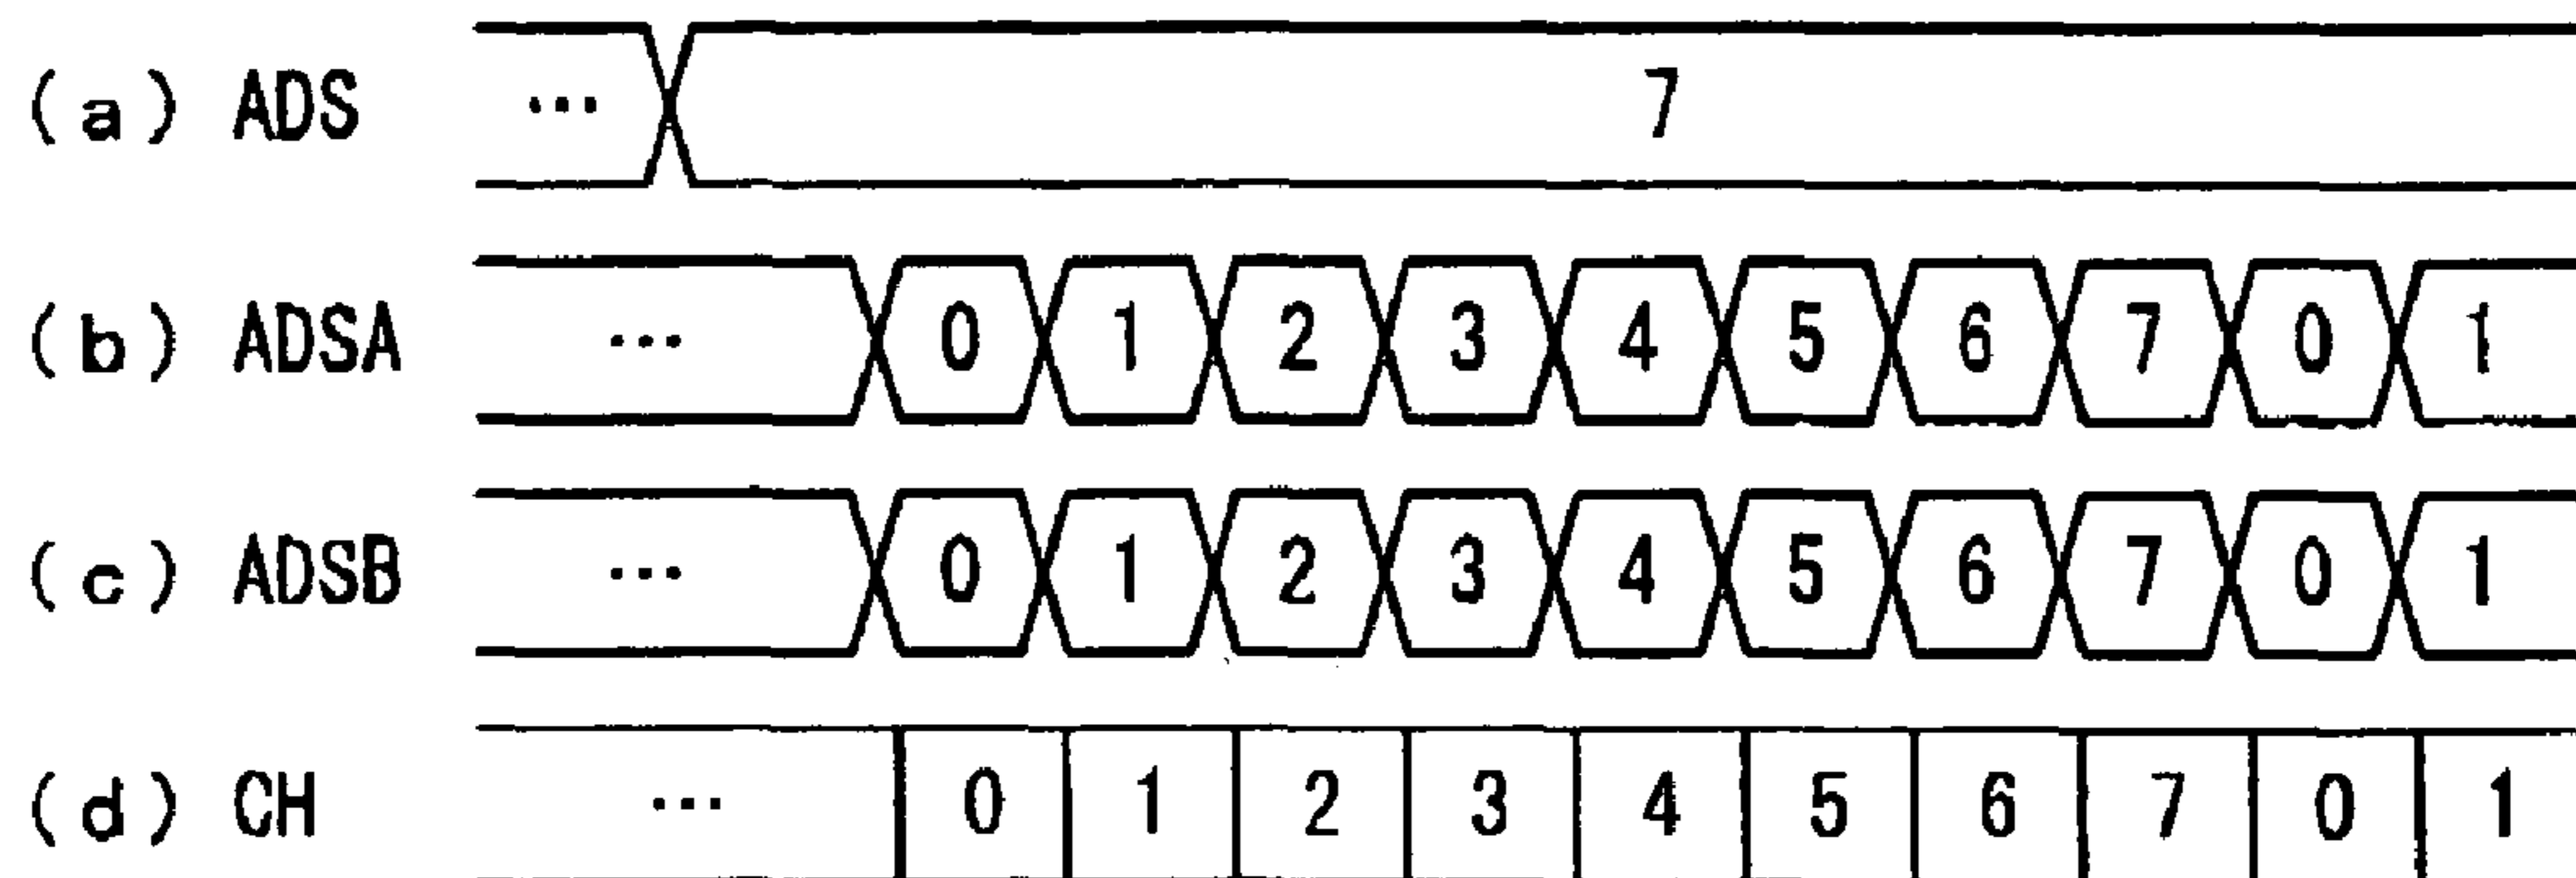 (a) ADS … 7
(b) ADSA … 0 1 2 3 4 5 6 7 0 1
(c) ADSB … 0 1 2 3 4 5 6 7 0 1
(d) CH … 0 1 2 3 4 5 6 7 0 1